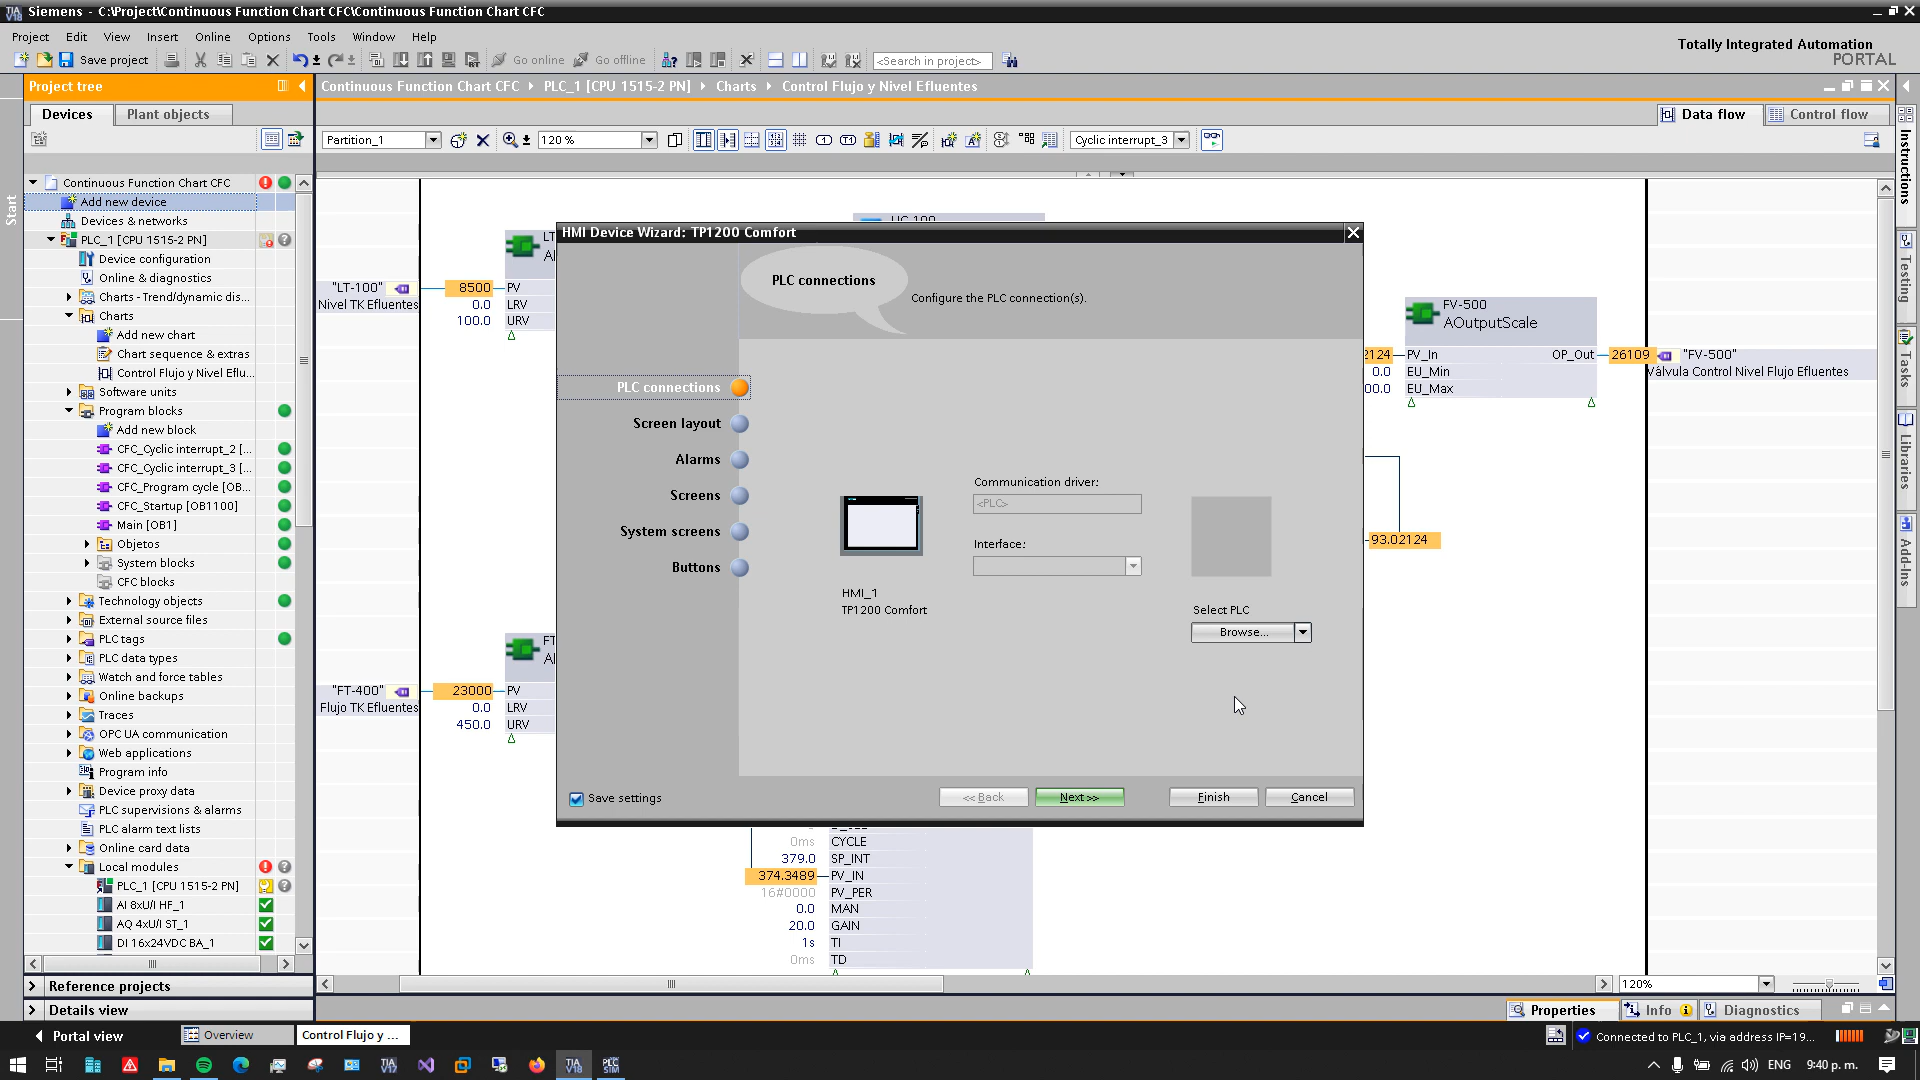 Siemens - C:\Project\Continuous Function Chart CFC\Continuous Function Chart CFC
Project Edit View Insert Online Options Tools Window Help
Save project
Go online
Go offline
<Search in project>
Totally Integrated Automation
PORTAL
Project tree
Continuous Function Chart CFC
PLC_1 [CPU 1515-2 PN]
Charts
Control Flujo y Nivel Efluentes
Devices
Plant objects
Data flow
Control flow
Partition_1
120 %
Cyclic interrupt_3
Start
Continuous Function Chart CFC
Add new device
Devices & networks
PLC_1 [CPU 1515-2 PN]
Device configuration
Online & diagnostics
Charts - Trend/dynamic dis...
Charts
Add new chart
Chart sequence & extras
Control Flujo y Nivel Eflu...
Software units
Program blocks
Add new block
CFC_Cyclic interrupt_2 [...
CFC_Cyclic interrupt_3 [...
CFC_Program cycle [OB...
CFC_Startup [OB1100]
Main [OB1]
Objetos
System blocks
CFC blocks
Technology objects
External source files
PLC tags
PLC data types
Watch and force tables
Online backups
Traces
OPC UA communication
Web applications
Program info
Device proxy data
PLC supervisions & alarms
PLC alarm text lists
Online card data
Local modules
PLC_1 [CPU 1515-2 PN]
AI 8xU/I HF_1
AQ 4xU/I ST_1
DI 16x24VDC BA_1
Reference projects
Details view
"LT-100"
Nivel TK Efluentes
8500
PV
0.0
LRV
100.0
URV
"FT-400"
Flujo TK Efluentes
23000
PV
0.0
LRV
450.0
URV
HMI Device Wizard: TP1200 Comfort
PLC connections
Configure the PLC connection(s).
PLC connections
Screen layout
Alarms
Screens
System screens
Buttons
Communication driver:
<PLC>
Interface:
HMI_1
TP1200 Comfort
Select PLC
Browse...
Save settings
<< Back
Next >>
Finish
Cancel
FV-500
AOutputScale
2124
PV_In
OP_Out
26109
"FV-500"
0.0
EU_Min
Válvula Control Nivel Flujo Efluentes
00.0
EU_Max
93.02124
0ms
CYCLE
379.0
SP_INT
374.3489
PV_IN
16#0000
PV_PER
0.0
MAN
20.0
GAIN
1s
TI
0ms
TD
120%
Instructions
Testing
Tasks
Libraries
Add-Ins
Properties
Info
Diagnostics
Portal view
Overview
Control Flujo y ...
Connected to PLC_1, via address IP=19...
ENG
9:40 p. m.